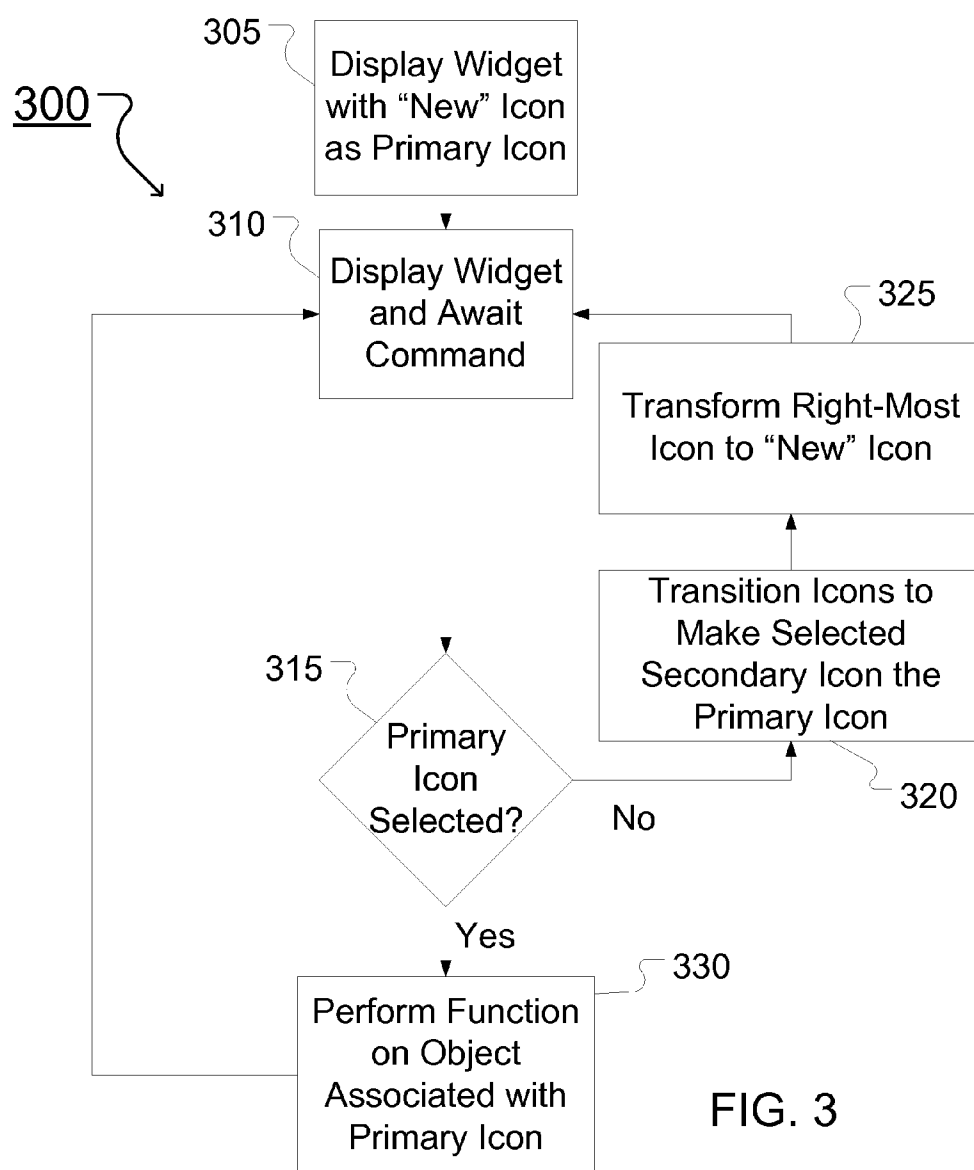 305
Display Widget
with “New” Icon
as Primary Icon
300
310
Display Widget
and Await
Command
325
Transform Right-Most
Icon to “New” Icon
Transition Icons to
Make Selected
Secondary Icon the
Primary Icon
320
315
Primary
Icon
Selected?
No
Yes
330
Perform Function
on Object
Associated with
Primary Icon
FIG. 3